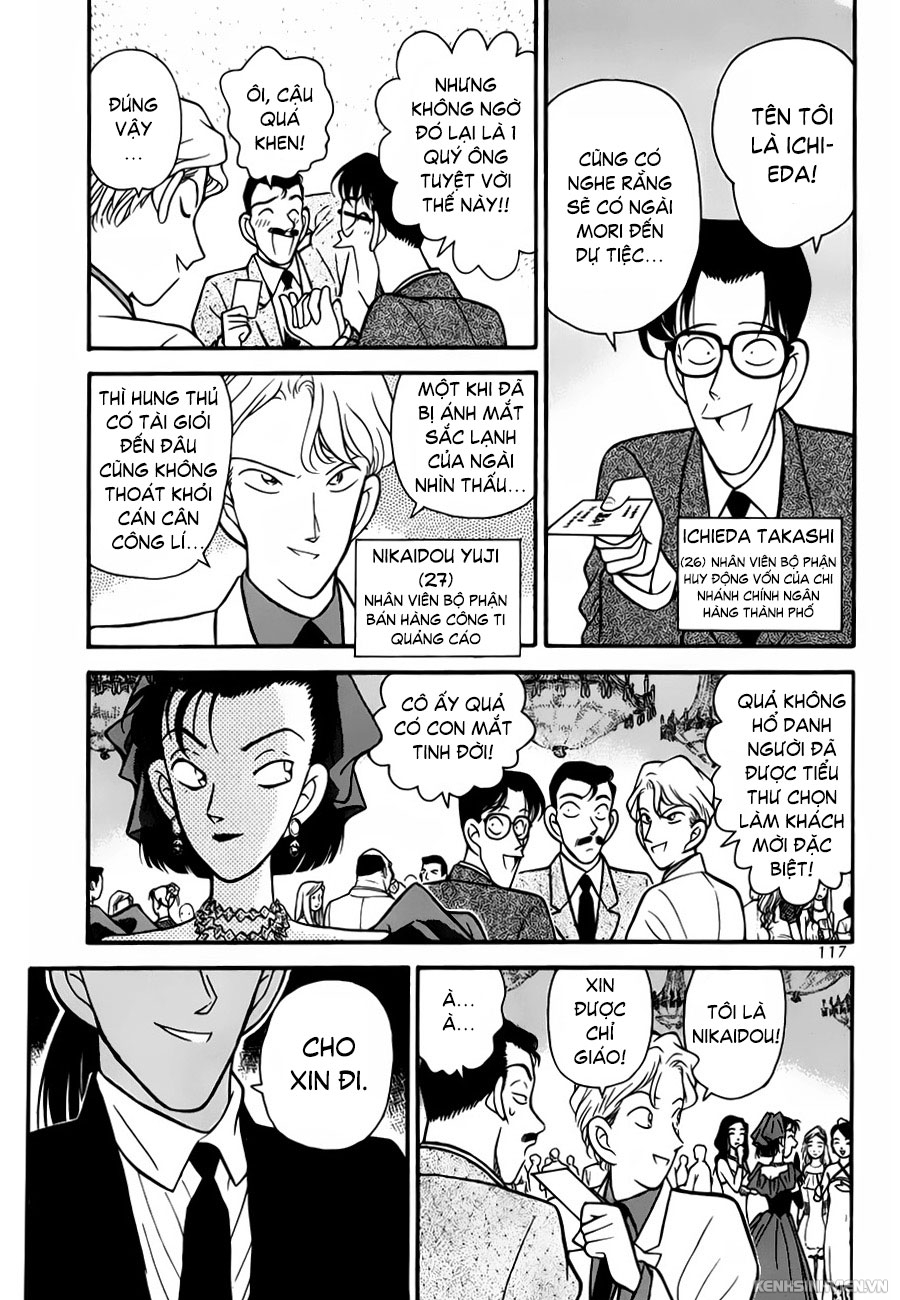 TÊN TÔI
LÀ ICHI-
EDA!
CŨNG CÓ
NGHE RẰNG
SẼ CÓ NGÀI
MORI ĐẾN
DỰ TIỆC...
ICHIEDA TAKASHI
(26) NHÂN VIÊN BỘ PHẬN
HUY ĐỘNG VỐN CỦA CHI
NHÁNH CHÍNH NGÂN
HÀNG THÀNH PHỐ
NHƯNG
KHÔNG NGỜ
ĐÓ LẠI LÀ 1
QUÝ ÔNG
TUYỆT VỜI
THẾ NÀY!!
ÔI, CẬU
QUÁ
KHEN!
ĐÚNG
VẬY
...
MỘT KHI ĐÃ
BỊ ÁNH MẮT
SẮC LẠNH
CỦA NGÀI
NHÌN THẤU...
THÌ HUNG THỦ
CÓ TÀI GIỎI
ĐẾN ĐÂU
CŨNG KHÔNG
THOÁT KHỎI
CÁN CÂN
CÔNG LÍ...
NIKAIDOU YUJI
(27)
NHÂN VIÊN BỘ PHẬN
BÁN HÀNG CÔNG TI
QUẢNG CÁO
QUẢ KHÔNG
HỔ DANH
NGƯỜI ĐÃ
ĐƯỢC TIỂU
THƯ CHỌN
LÀM KHÁCH
MỜI ĐẶC
BIỆT!
CÔ ẤY QUẢ
CÓ CON MẮT
TINH ĐỜI!
117
TÔI LÀ
NIKAIDOU!
XIN
ĐƯỢC
CHỈ
GIÁO!
À...
À...
CHO
XIN ĐI.
KENHSINHVIEN.VN